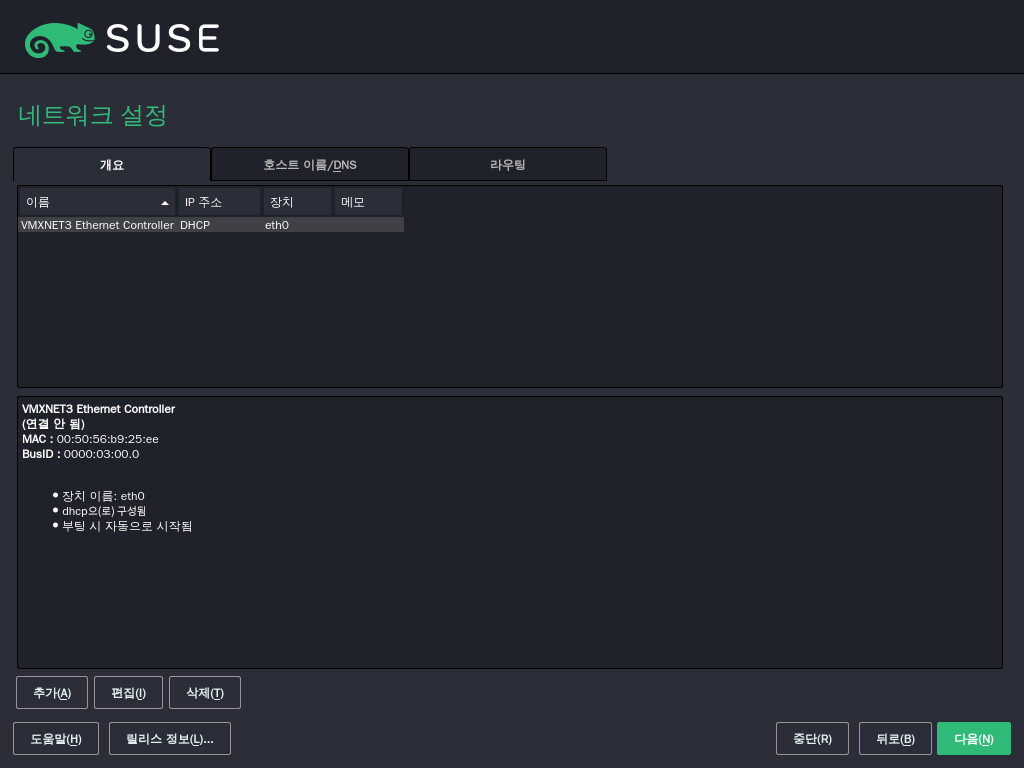 SUSE
네트워크 설정
개요 호스트 이름/DNS 라우팅
이름 IP 주소 장치 메모
VMXNET3 Ethernet Controller DHCP eth0
VMXNET3 Ethernet Controller
(연결 안 됨)
MAC : 00:50:56:b9:25:ee
BusID : 0000:03:00.0
• 장치 이름: eth0
• dhcp으(로) 구성됨
• 부팅 시 자동으로 시작됨
추가(A) 편집(I) 삭제(T)
도움말(H) 릴리스 정보(L)... 중단(R) 뒤로(B) 다음(N)